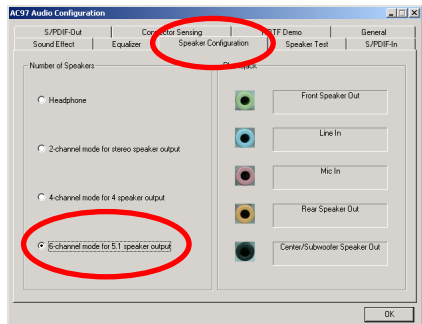 AC97 Audio Configuration
S/PDIF-Out
Sensing
Demo
General
Sound Effect
Equalizer
Speaker Configuration
Speaker Test
S/PDIF-In
Number of Speakers
Headphone
2-channel mode for stereo speaker output
4-channel mode for 4 speaker output
6-channel mode for 5.1 speaker output
Front Speaker Out
Line In
Mic In
Rear Speaker Out
Center/Subwoofer Speaker Out
OK